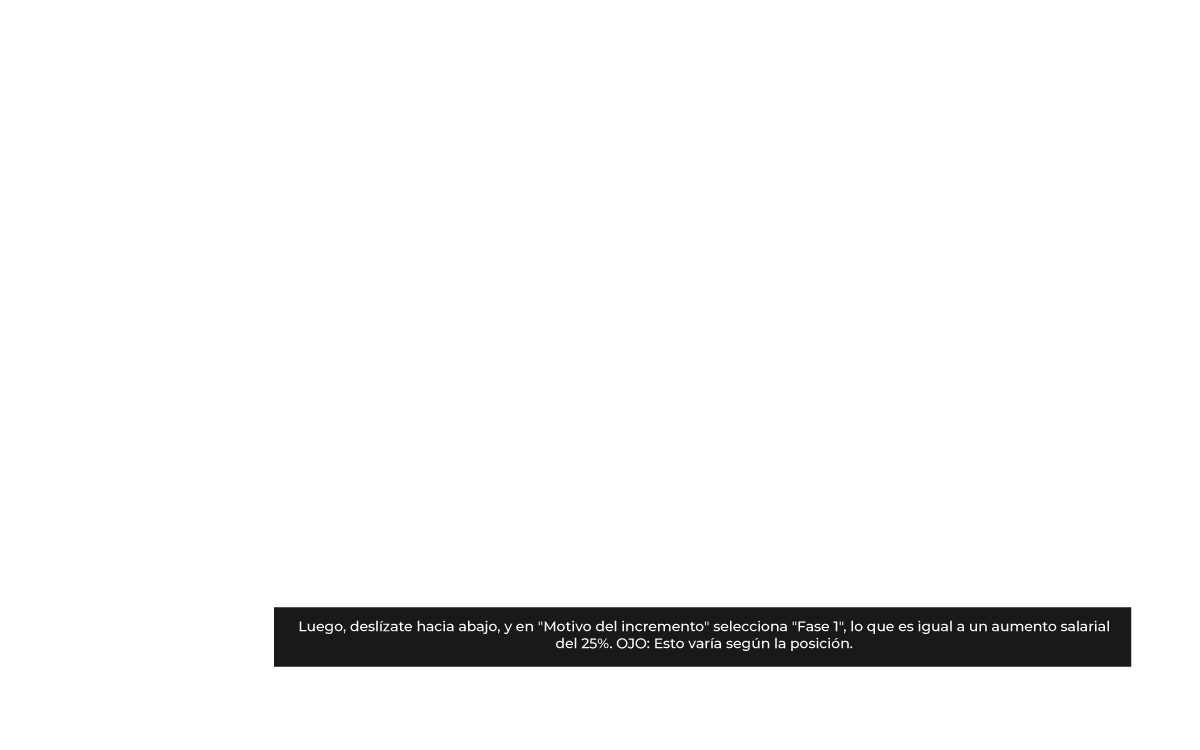 Luego, deslízate hacia abajo, y en "Motivo del incremento" selecciona "Fase 1", lo que es igual a un aumento salarial
del 25%. OJO: Esto varía según la posición.